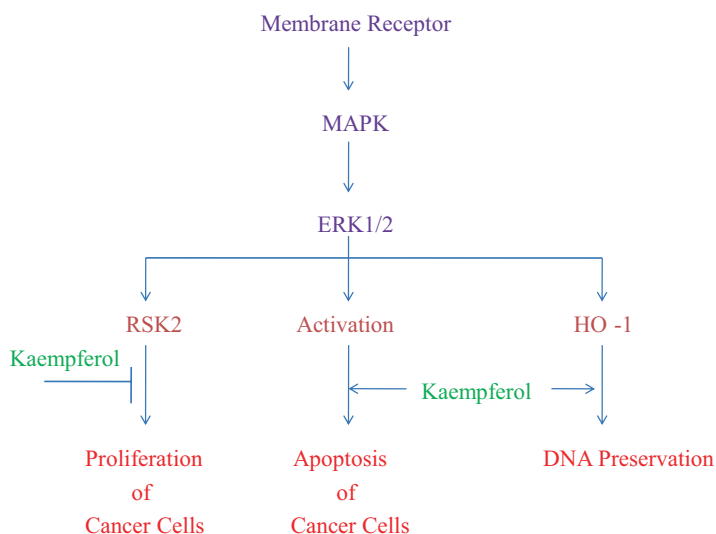 Membrane Receptor
MAPK
ERK1/2
RSK2
Activation
HO -1
Kaempferol
Kaempferol
Proliferation
of
Cancer Cells
Apoptosis
of
Cancer Cells
DNA Preservation